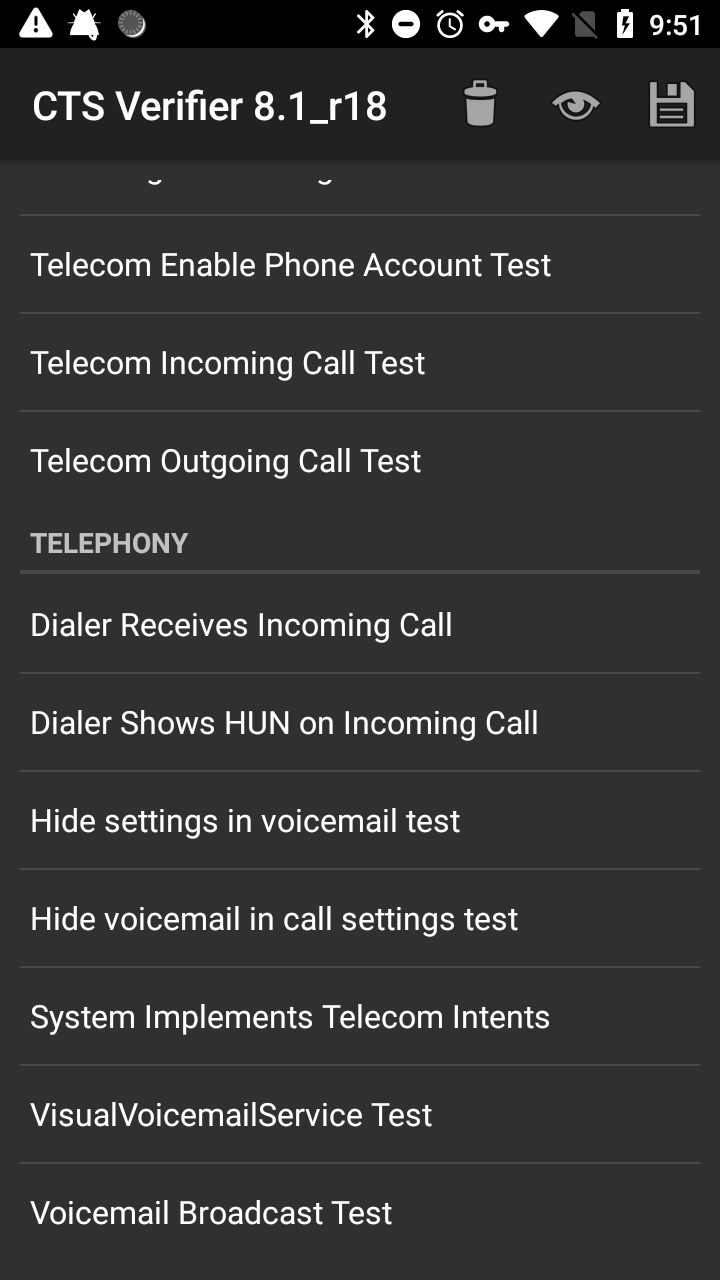 9:51
CTS Verifier 8.1_r18
Telecom Enable Phone Account Test
Telecom Incoming Call Test
Telecom Outgoing Call Test
TELEPHONY
Dialer Receives Incoming Call
Dialer Shows HUN on Incoming Call
Hide settings in voicemail test
Hide voicemail in call settings test
System Implements Telecom Intents
VisualVoicemailService Test
Voicemail Broadcast Test